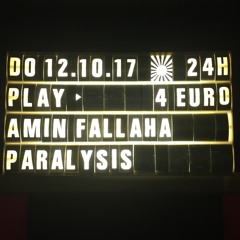 DO 12.10.17 24H
PLAY ▸ 4 EURO
AMIN FALLAHA
PARALYSIS